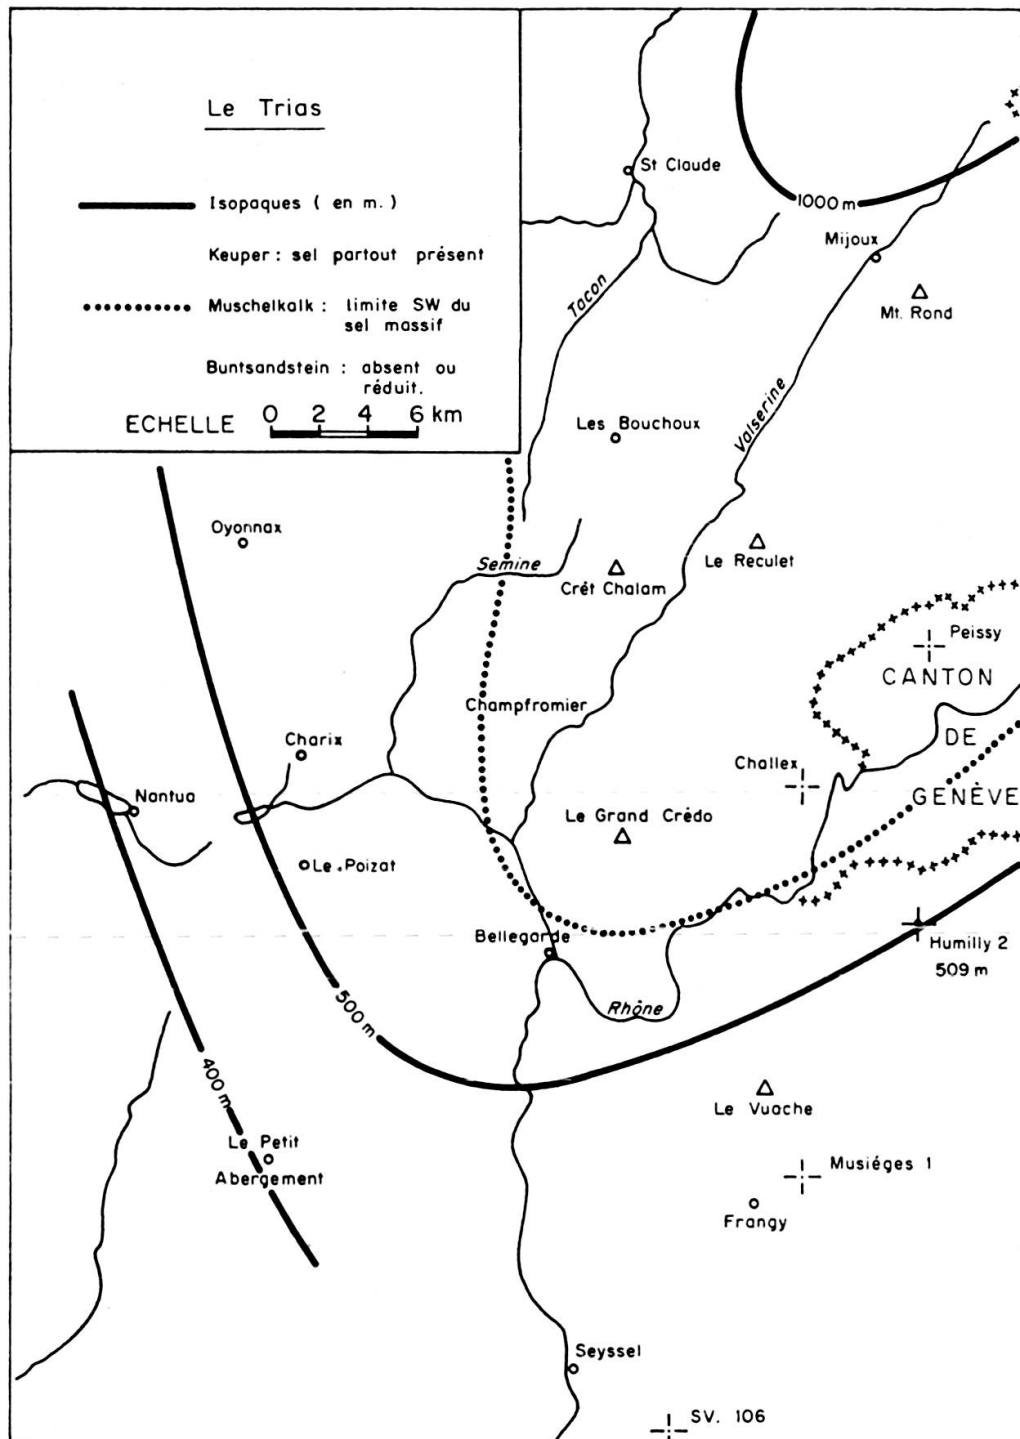 Le Trias
Isopaques ( en m. )
Keuper : sel partout présent
Muschelkalk : limite SW du
sel massif
Buntsandstein : absent ou
réduit.
ECHELLE 0 2 4 6 km
St Claude
1000 m
Mijoux
Mt. Rond
Tacon
Valserine
Les Bouchoux
Oyonnax
Semine
Crêt Chalam
Le Reculet
Peissy
CANTON
Champfromier
DE
Charix
Challex
Nantua
GENÈVE
Le Grand Crêdo
Le Poizat
Bellegarde
Humilly 2
509 m
500 m
Rhône
400 m
Le Vuache
Le Petit
Abergement
Musiéges 1
Frangy
Seyssel
SV. 106